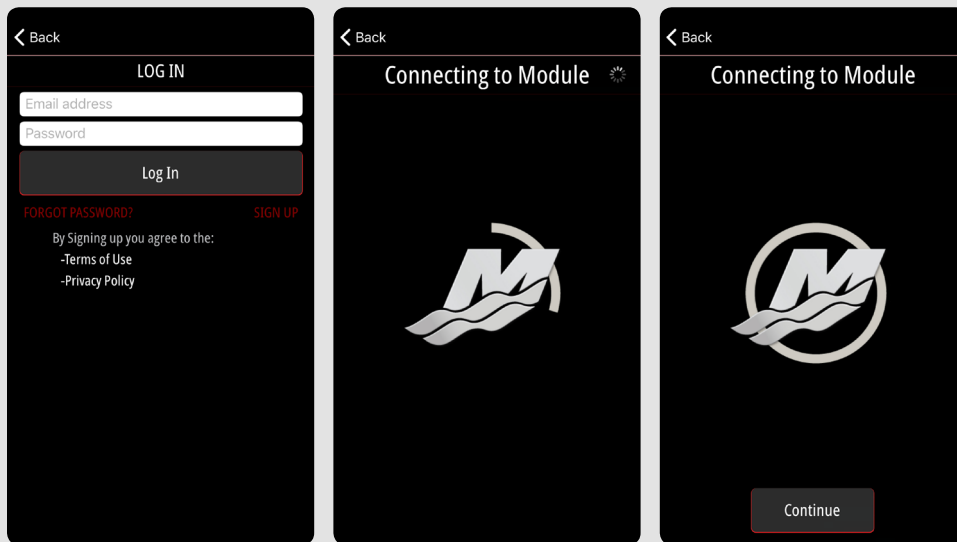 Back
LOG IN
Email address
Password
Log In
FORGOT PASSWORD? SIGN UP
By Signing up you agree to the:
-Terms of Use
-Privacy Policy
Back
Connecting to Module
M
Back
Connecting to Module
M
Continue